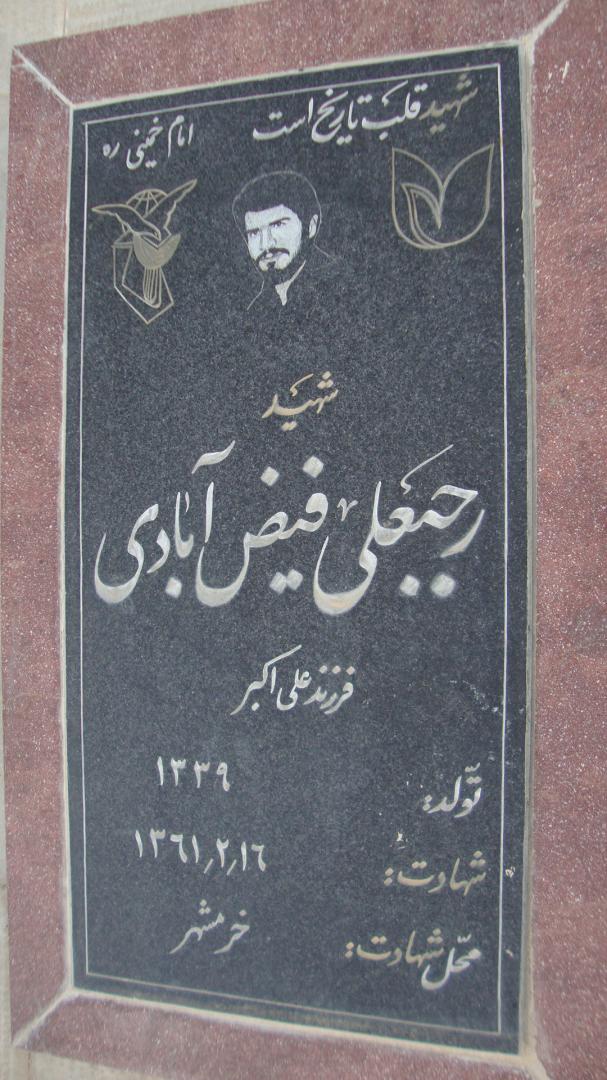 شهید قلب تاریخ است
امام خمینی ره
شهید
رجبعلی فیض آبادی
فرزند علی اکبر
تولد: ۱۳۳۹
شهادت: ۱۳۶۱٫۲٫۱۶
محل شهادت: خرمشهر